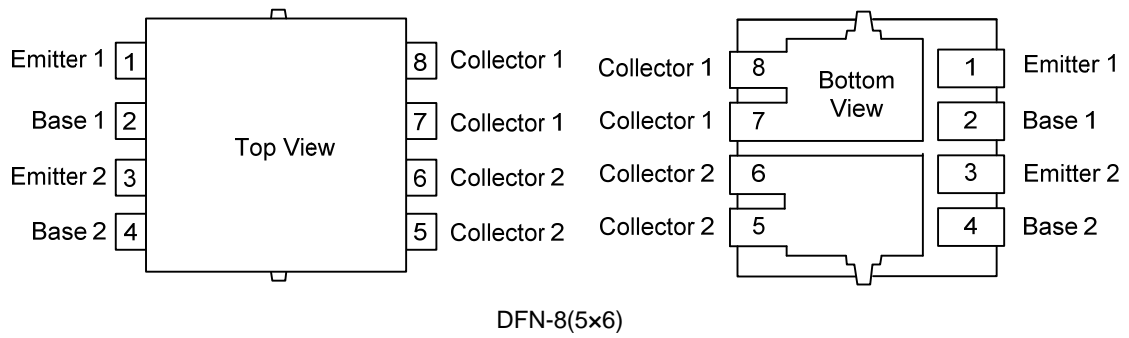 Emitter 1 1
Base 1 2
Emitter 2 3
Base 2 4
Top View
8 Collector 1
7 Collector 1
6 Collector 2
5 Collector 2
Collector 1 8
Collector 1 7
Collector 2 6
Collector 2 5
Bottom
View
1 Emitter 1
2 Base 1
3 Emitter 2
4 Base 2
DFN-8(5×6)